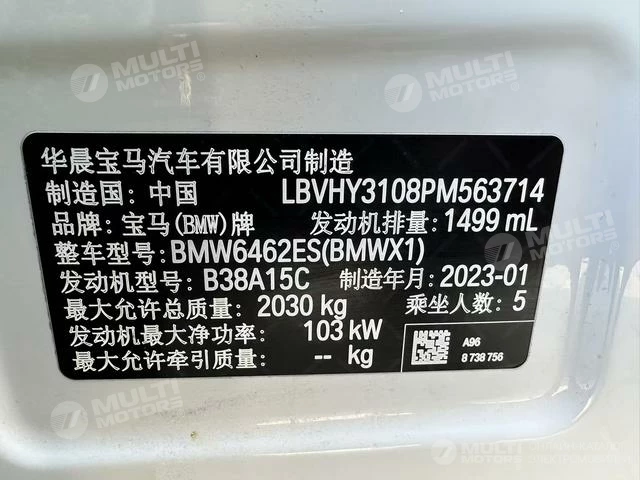 华晨宝马汽车有限公司制造
制造国：中国 LBVHY3108PM563714
品牌：宝马(BMW)牌 发动机排量：1499 mL
整车型号：BMW6462ES(BMWX1)
发动机型号：B38A15C 制造年月：2023-01
最大允许总质量：2030 kg 乘坐人数：5
发动机最大净功率：103 kW
最大允许牵引质量：-- kg
A96
8 738 756
MULTI MOTORS
MULTI MOTORS
MULTI MOTORS
MULTI MOTORS